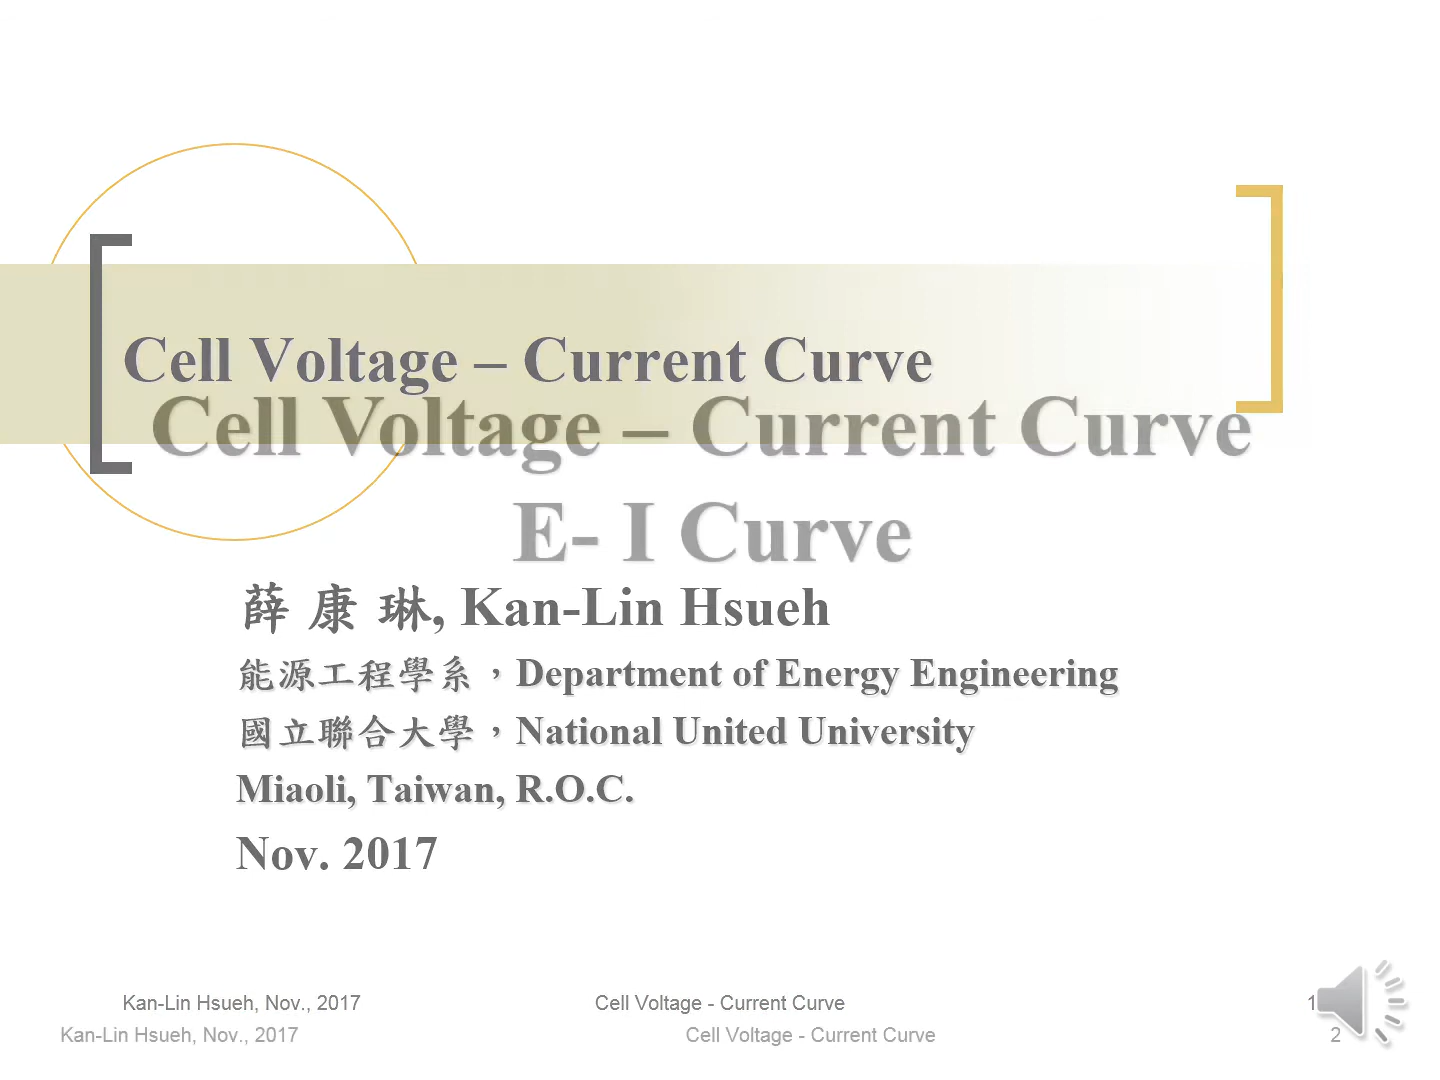 Cell Voltage – Current Curve
Cell Voltage – Current Curve
E- I Curve
薛 康 琳, Kan-Lin Hsueh
能源工程學系，Department of Energy Engineering
國立聯合大學，National United University
Miaoli, Taiwan, R.O.C.
Nov. 2017
Kan-Lin Hsueh, Nov., 2017 Cell Voltage - Current Curve 1
Kan-Lin Hsueh, Nov., 2017 Cell Voltage - Current Curve 2